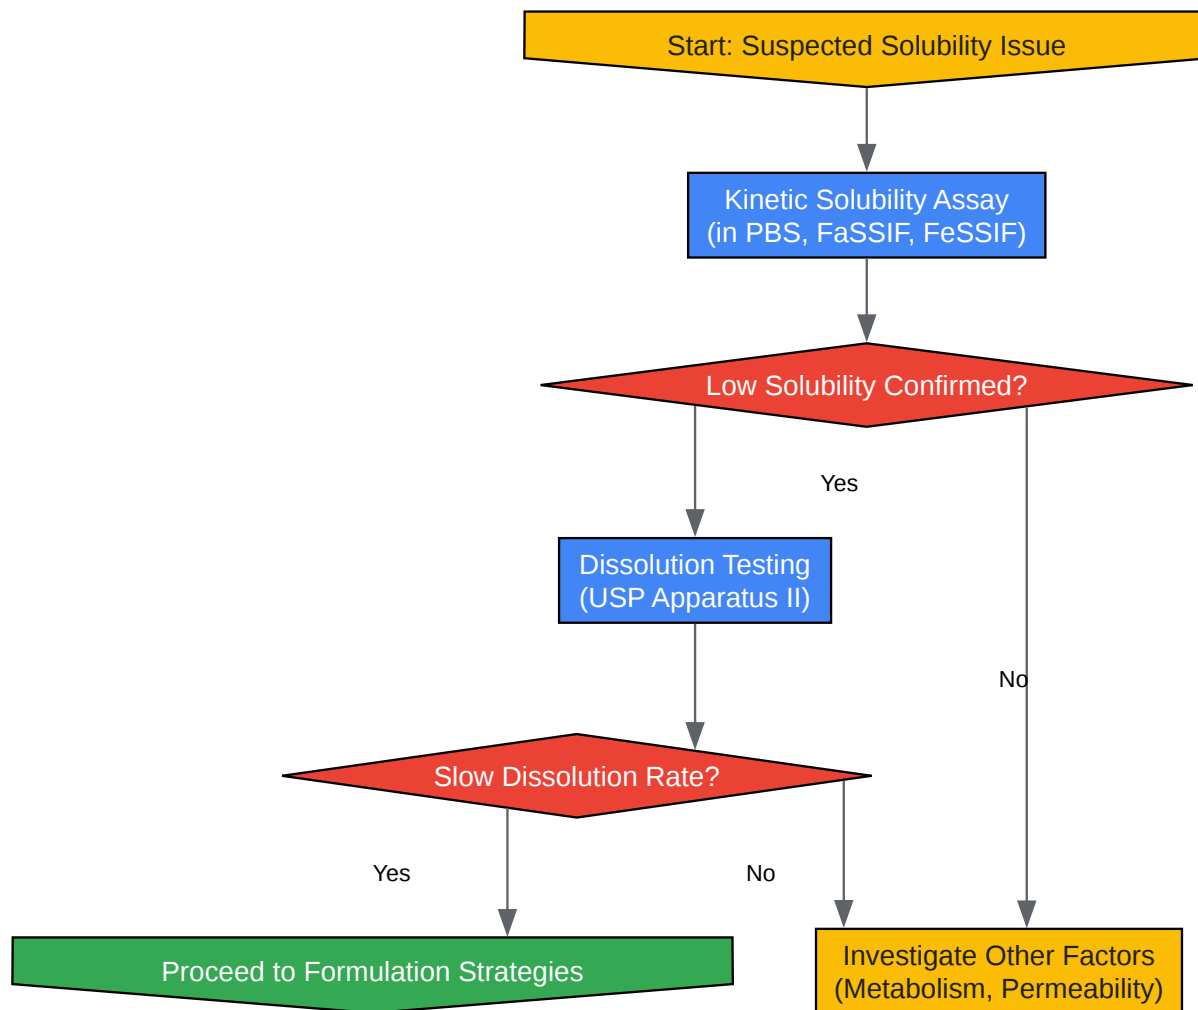 Start: Suspected Solubility Issue
Kinetic Solubility Assay
(in PBS, FaSSIF, FeSSIF)
Low Solubility Confirmed?
Yes
Dissolution Testing
(USP Apparatus II)
No
Slow Dissolution Rate?
Yes
No
Proceed to Formulation Strategies
Investigate Other Factors
(Metabolism, Permeability)